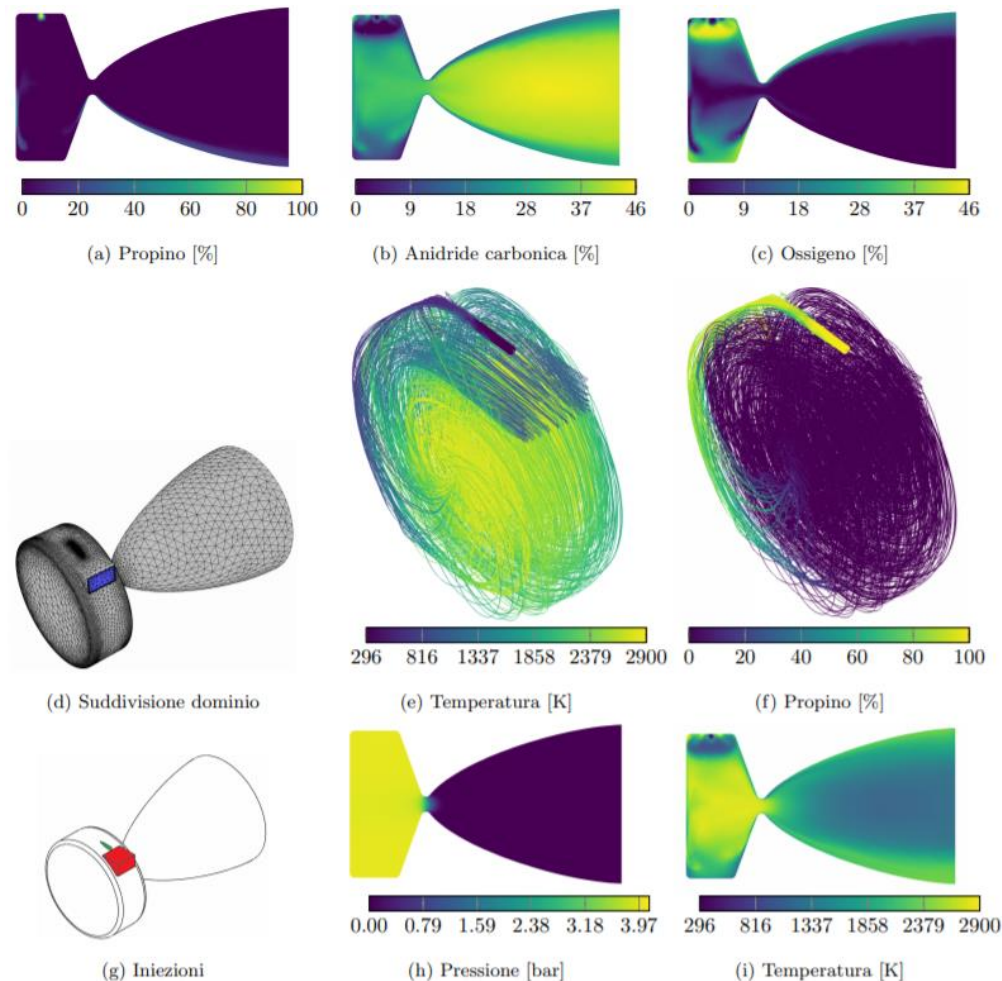 0 20 40 60 80 100
0 9 18 28 37 46
0 9 18 28 37 46
(a) Propino [%]
(b) Anidride carbonica [%]
(c) Ossigeno [%]
296 816 1337 1858 2379 2900
0 20 40 60 80 100
(d) Suddivisione dominio
(e) Temperatura [K]
(f) Propino [%]
0.00 0.79 1.59 2.38 3.18 3.97
296 816 1337 1858 2379 2900
(g) Iniezioni
(h) Pressione [bar]
(i) Temperatura [K]